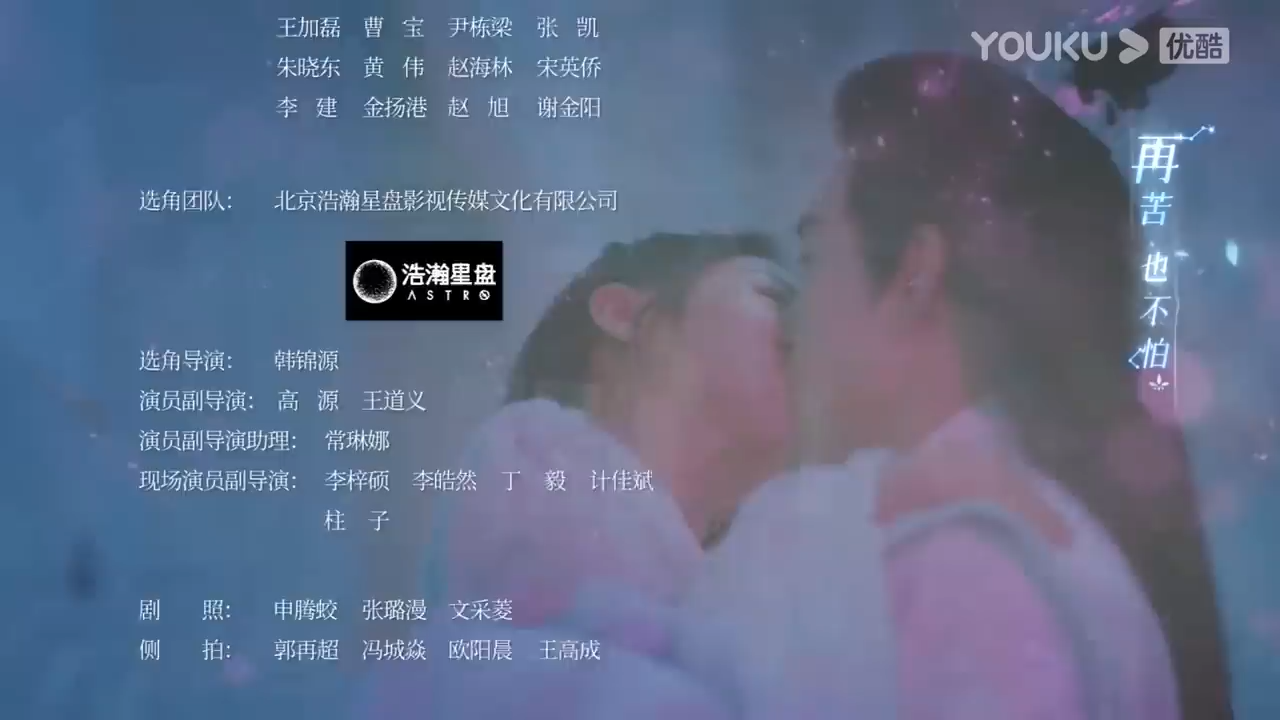 王加磊 曹 宝 尹栋梁 张 凯
YOUKU 优酷
朱晓东 黄 伟 赵海林 宋英侨
李 建 金扬港 赵 旭 谢金阳
再苦也不怕
选角团队： 北京浩瀚星盘影视传媒文化有限公司
浩瀚星盘
ASTRO
选角导演： 韩锦源
演员副导演： 高 源 王道义
演员副导演助理： 常琳娜
现场演员副导演： 李梓硕 李皓然 丁 毅 计佳斌
柱 子
剧 照： 申腾蛟 张璐漫 文采菱
侧 拍： 郭再超 冯城焱 欧阳晨 王高成